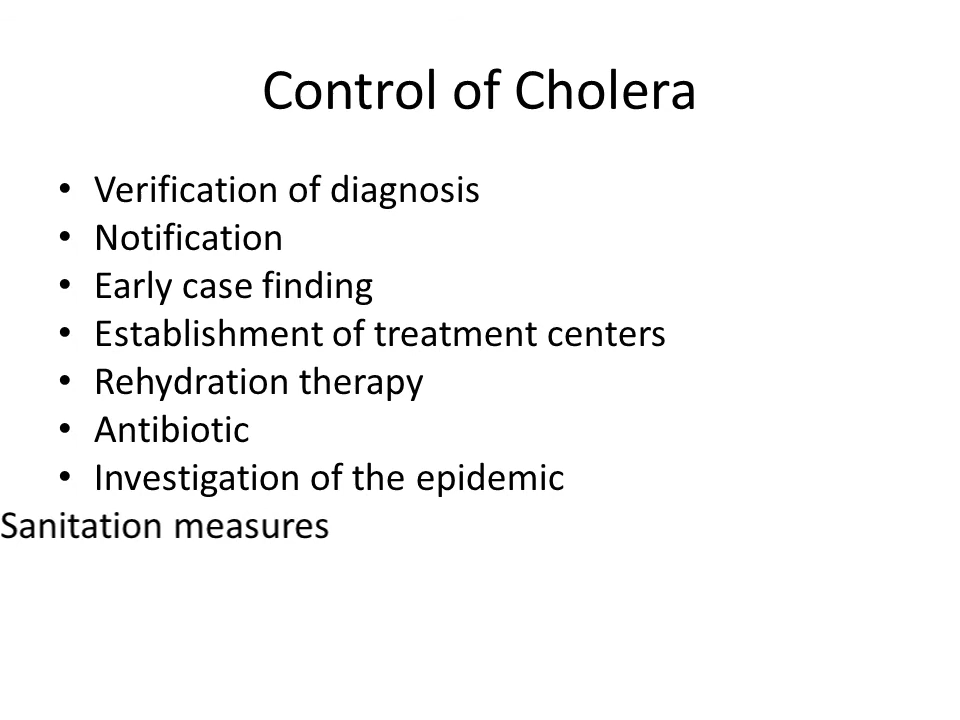 Control of Cholera
• Verification of diagnosis
• Notification
• Early case finding
• Establishment of treatment centers
• Rehydration therapy
• Antibiotic
• Investigation of the epidemic
Sanitation measures